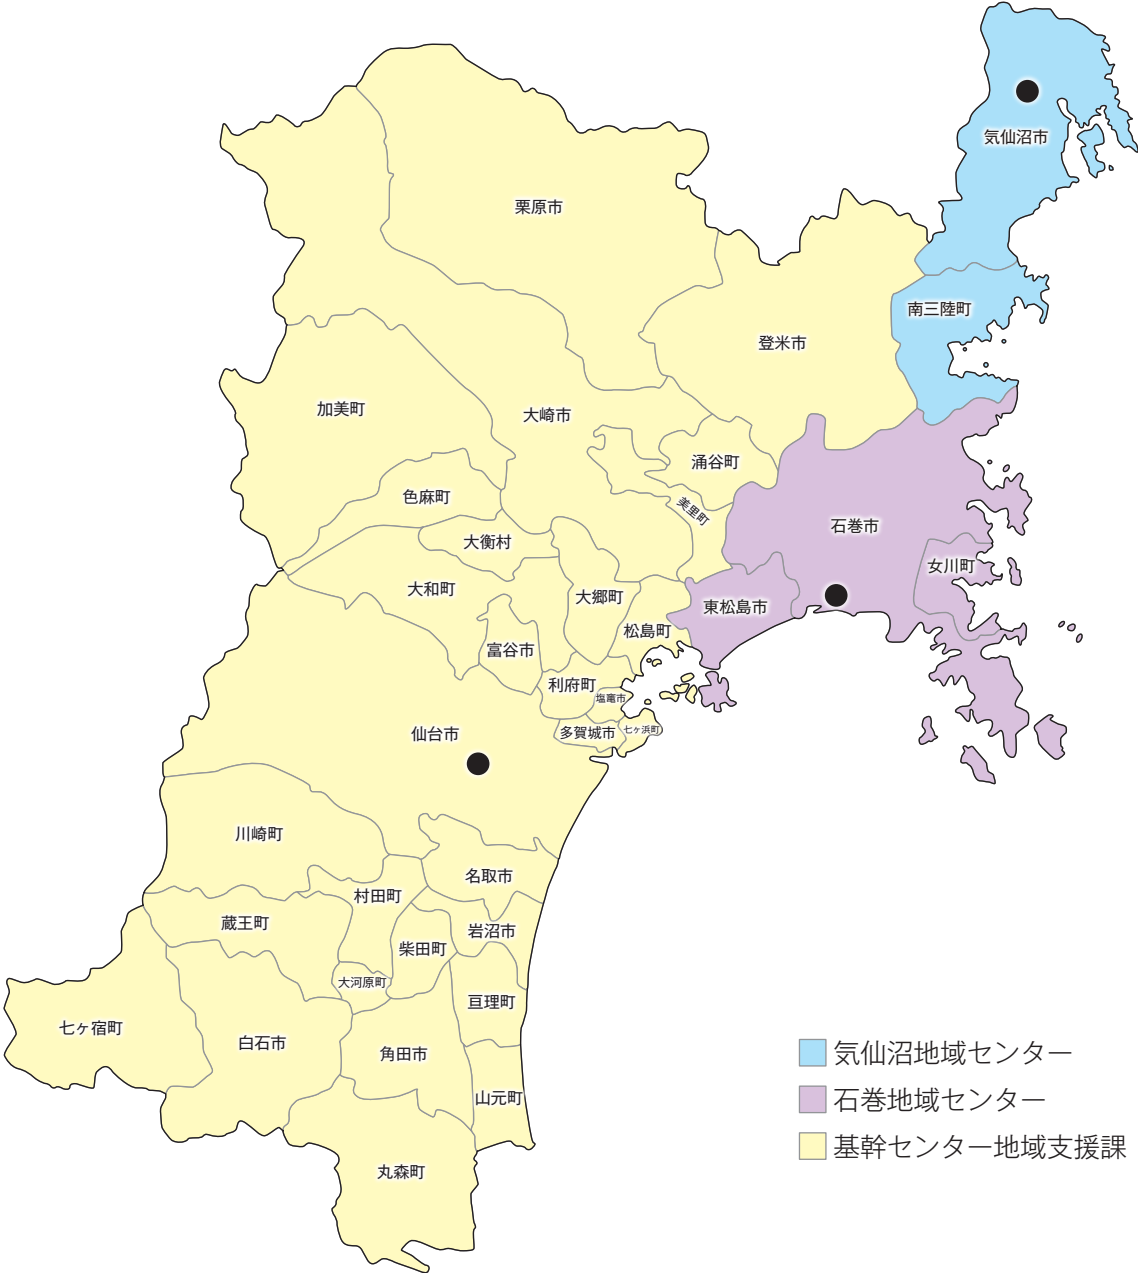 気仙沼市
栗原市
南三陸町
登米市
加美町
大崎市
涌谷町
色麻町
美里町
石巻市
大衡村
女川町
大和町
大郷町
東松島市
松島町
富谷市
利府町
塩竈市
仙台市
多賀城市
七ヶ浜町
川崎町
名取市
村田町
蔵王町
岩沼市
柴田町
大河原町
亘理町
七ヶ宿町
白石市
角田市
山元町
丸森町
気仙沼地域センター
石巻地域センター
基幹センター地域支援課